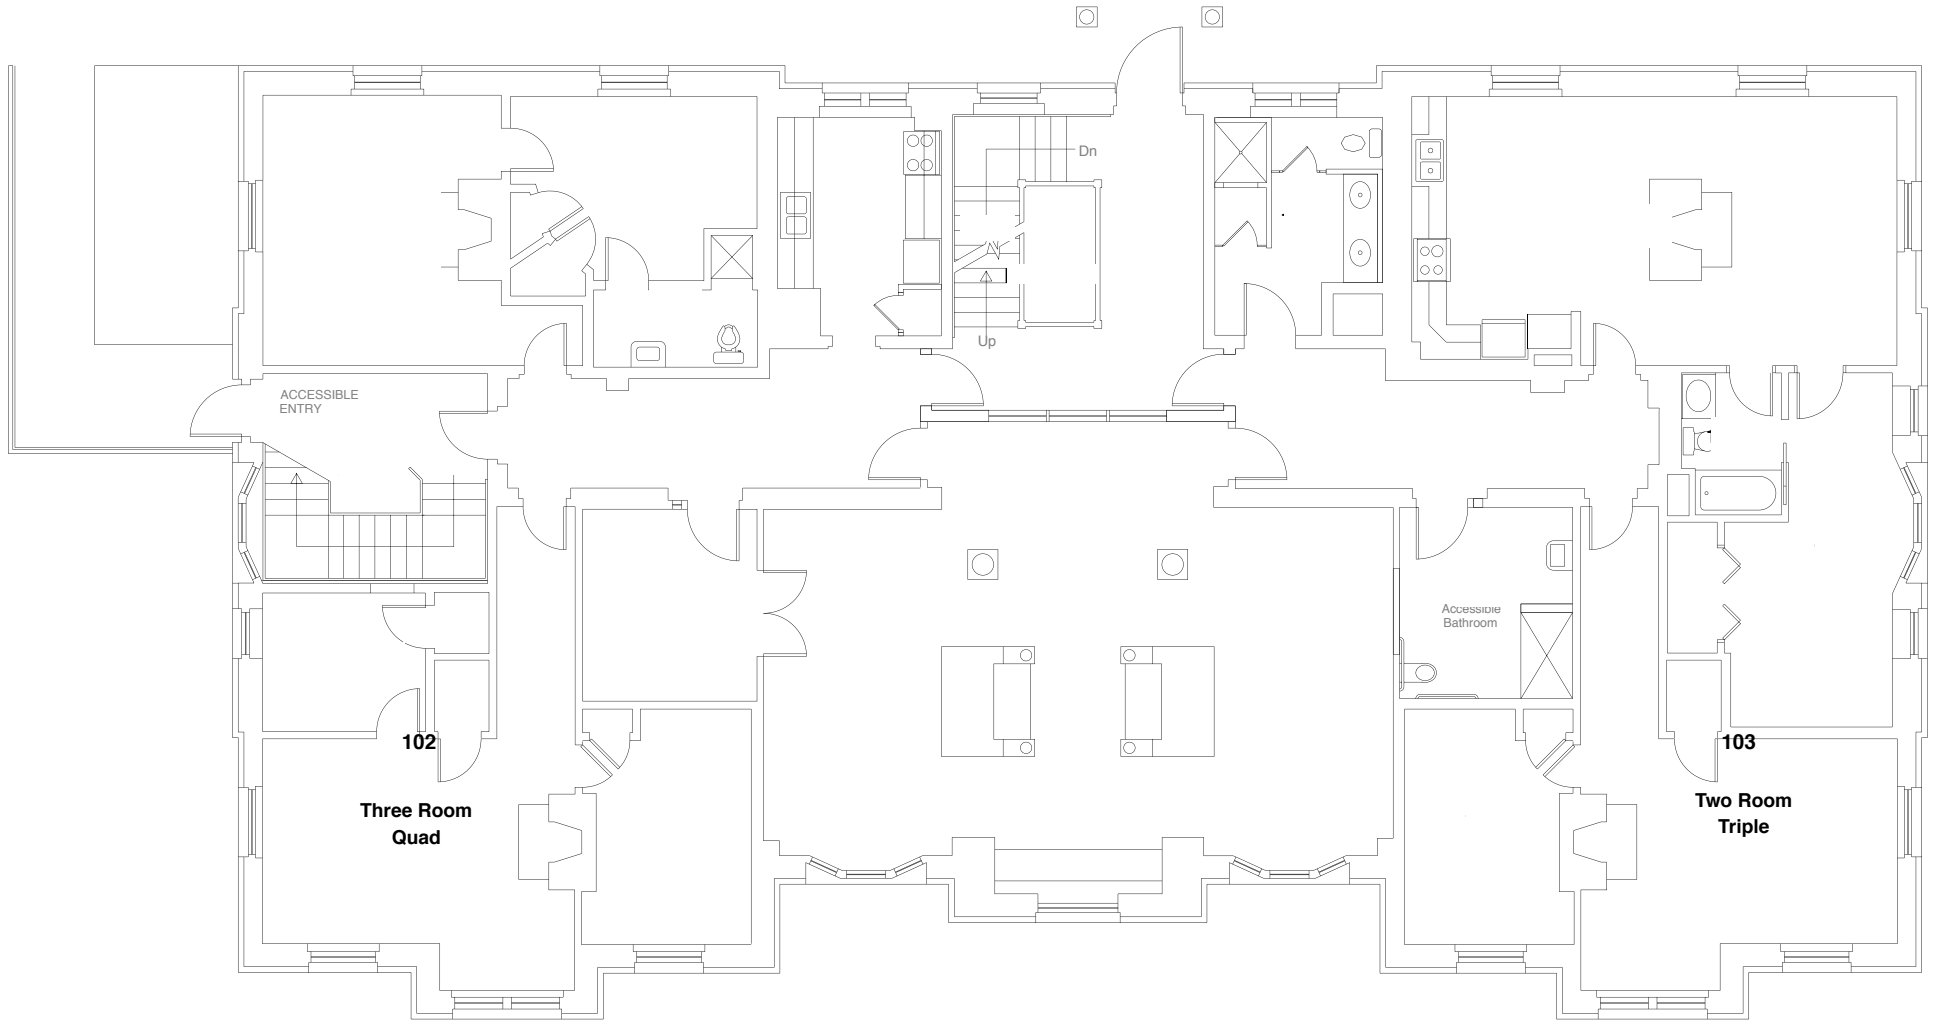 Dn
Up
ACCESSIBLE
ENTRY
Accessible
Bathroom
102
103
Three Room
Quad
Two Room
Triple